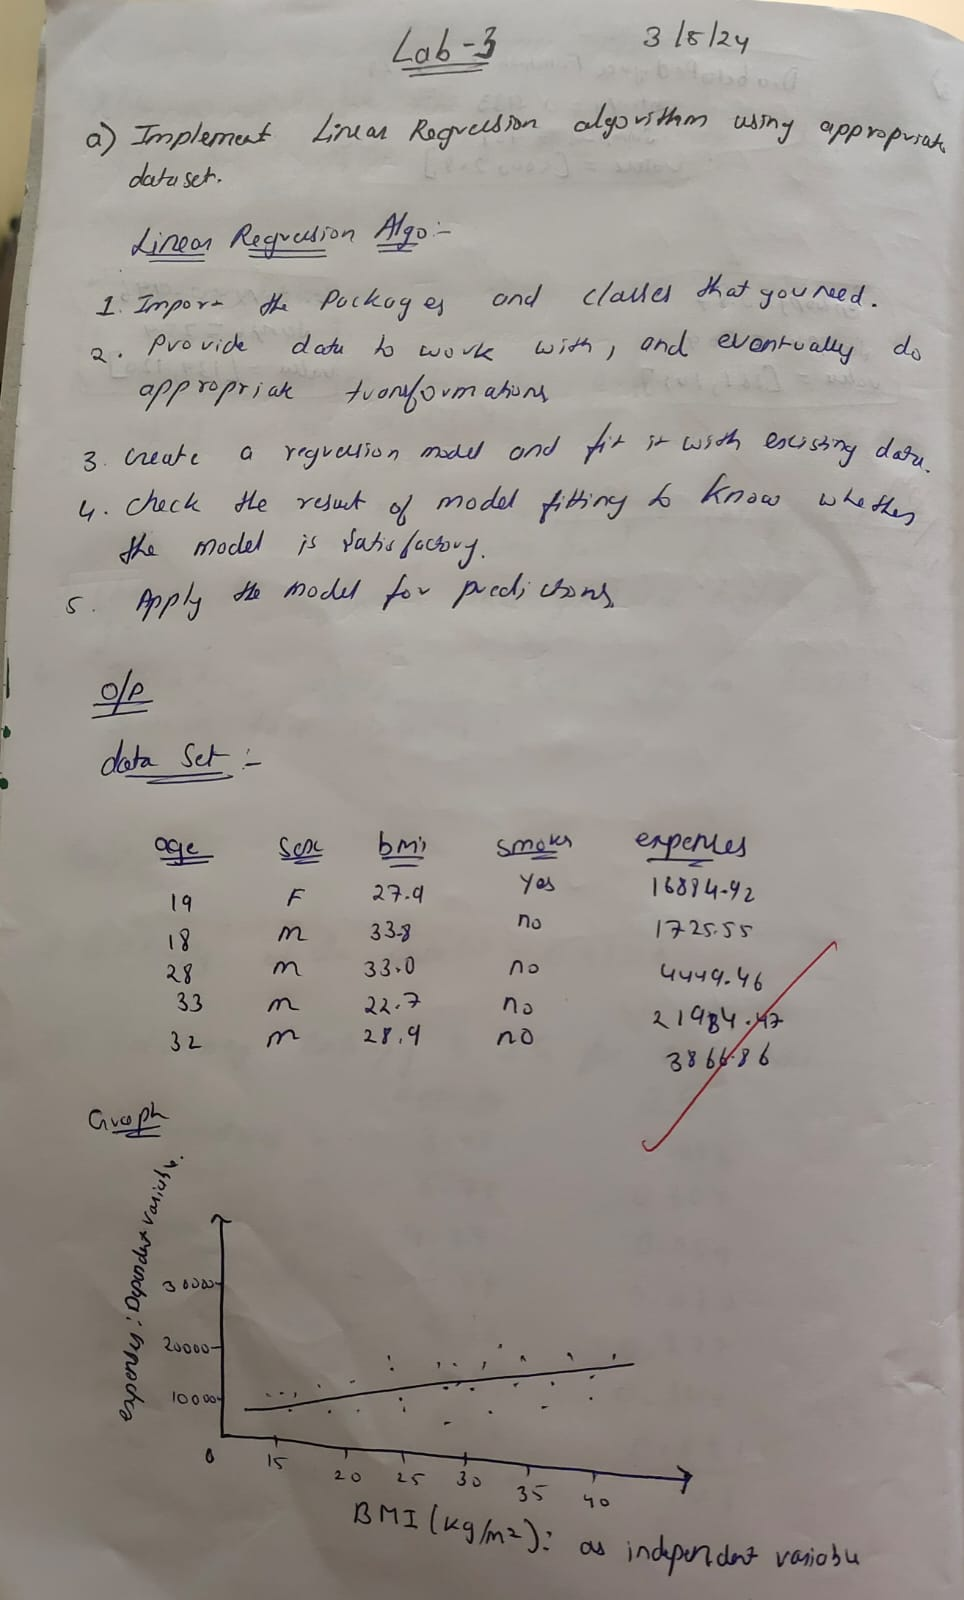 Lab-3 3/5/24
a) Implement Linear Regression algorithm using appropriate
dataset.
Linear Regression Algo:-
1. Import the Packages and classes that you need.
2. Provide data to work with, and eventually do
appropriate transformations
3. Create a regression model and fit it with existing data.
4. Check the result of model fitting to know whether
the model is satisfactory.
5. Apply the model for predictions
O/P
data Set :-
age sex bmi smoker expenses
19 F 27.9 Yes 16884.92
18 m 33.8 no 1725.55
28 m 33.0 no 4449.46
33 m 22.7 no 21984.47
32 m 28.9 no 3866.86
Graph
expenses: Dependent variable.
30000
20000
10000
0 15 20 25 30 35 40
BMI (kg/m2): as independent variable